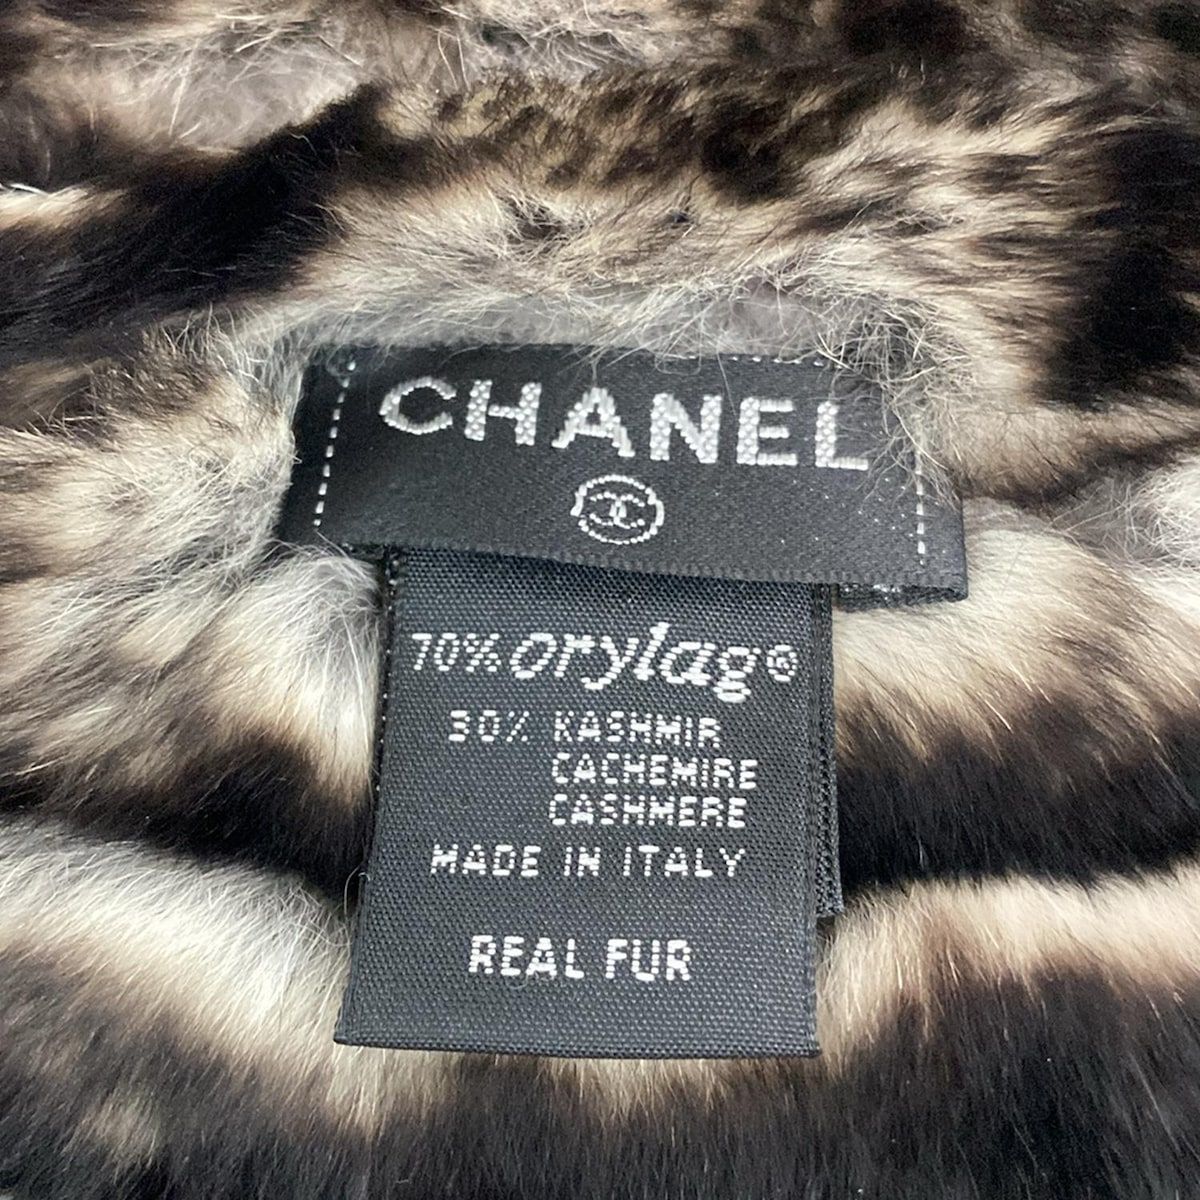 CHANEL
70% orylag®
30% KASHMIR
CACHEMIRE
CASHMERE
MADE IN ITALY
REAL FUR